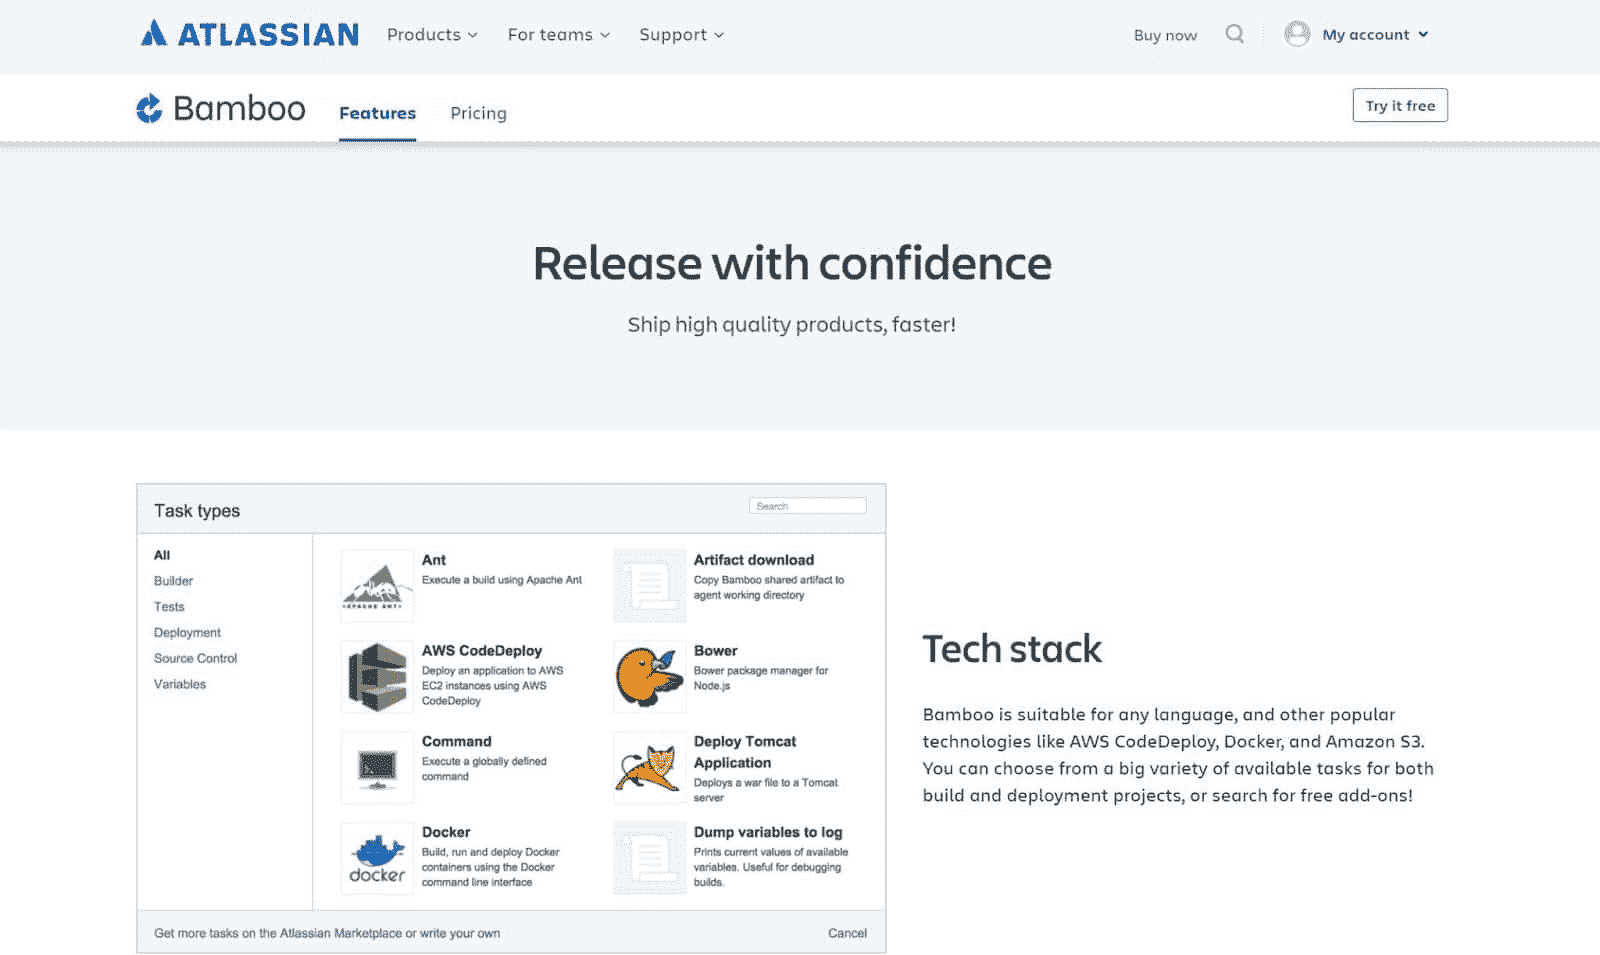 ATLASSIAN Products For teams Support Buy now My account
Bamboo Features Pricing Try it free
Release with confidence
Ship high quality products, faster!
Task types
Search
All
Builder
Tests
Deployment
Source Control
Variables
Ant
Execute a build using Apache Ant
APACHE ANT
Artifact download
Copy Bamboo shared artifact to
agent working directory
AWS CodeDeploy
Deploy an application to AWS
EC2 instances using AWS
CodeDeploy
Bower
Bower package manager for
Node.js
Command
Execute a globally defined
command
Deploy Tomcat
Application
Deploys a war file to a Tomcat
server
Docker
Build, run and deploy Docker
containers using the Docker
command line interface
docker
Dump variables to log
Prints current values of available
variables. Useful for debugging
builds.
Get more tasks on the Atlassian Marketplace or write your own
Cancel
Tech stack
Bamboo is suitable for any language, and other popular
technologies like AWS CodeDeploy, Docker, and Amazon S3.
You can choose from a big variety of available tasks for both
build and deployment projects, or search for free add-ons!